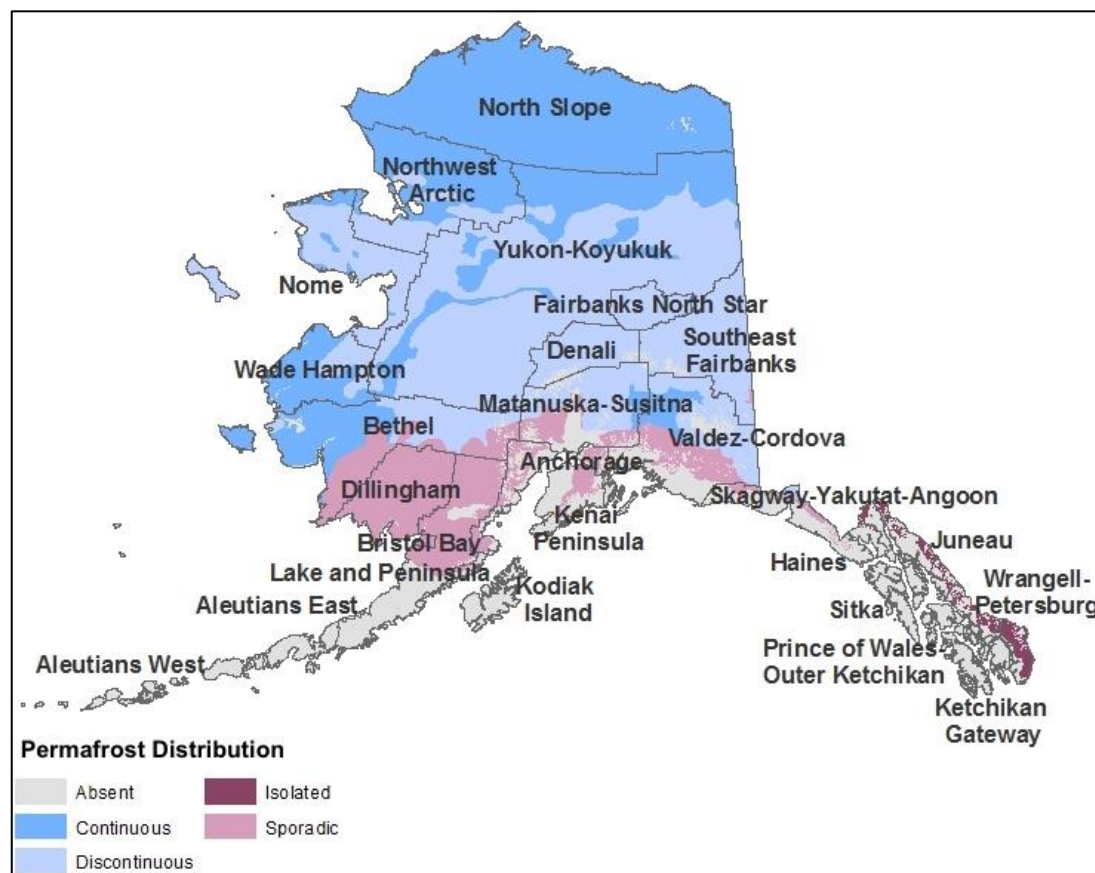 North Slope
Northwest
Arctic
Yukon-Koyukuk
Nome
Fairbanks North Star
Southeast
Fairbanks
Denali
Wade Hampton
Matanuska-Susitna
Bethel
Valdez-Cordova
Anchorage
Dillingham
Skagway-Yakutat-Angoon
Kenai
Peninsula
Bristol Bay
Juneau
Haines
Lake and Peninsula
Wrangell-
Petersburg
Kodiak
Island
Aleutians East
Sitka
Prince of Wales-
Outer Ketchikan
Aleutians West
Ketchikan
Gateway
Permafrost Distribution
Absent
Isolated
Continuous
Sporadic
Discontinuous